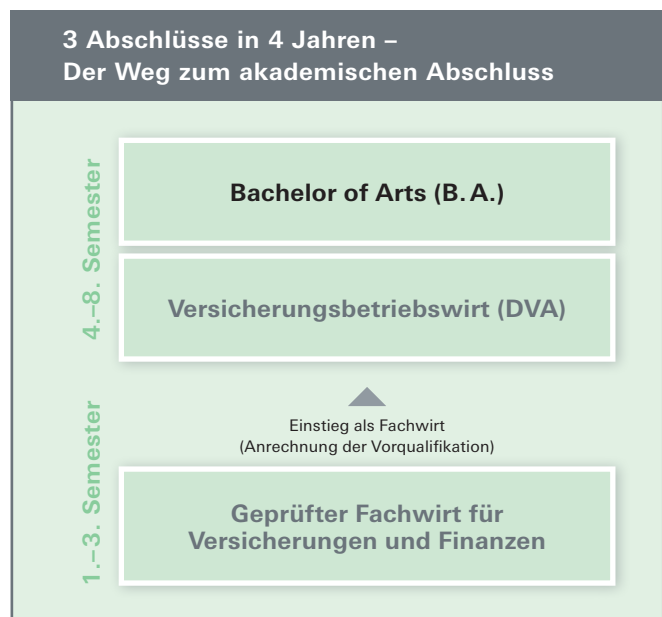 3 Abschlüsse in 4 Jahren –
Der Weg zum akademischen Abschluss
4.–8. Semester
Bachelor of Arts (B. A.)
Versicherungsbetriebswirt (DVA)
Einstieg als Fachwirt
(Anrechnung der Vorqualifikation)
1.–3. Semester
Geprüfter Fachwirt für
Versicherungen und Finanzen